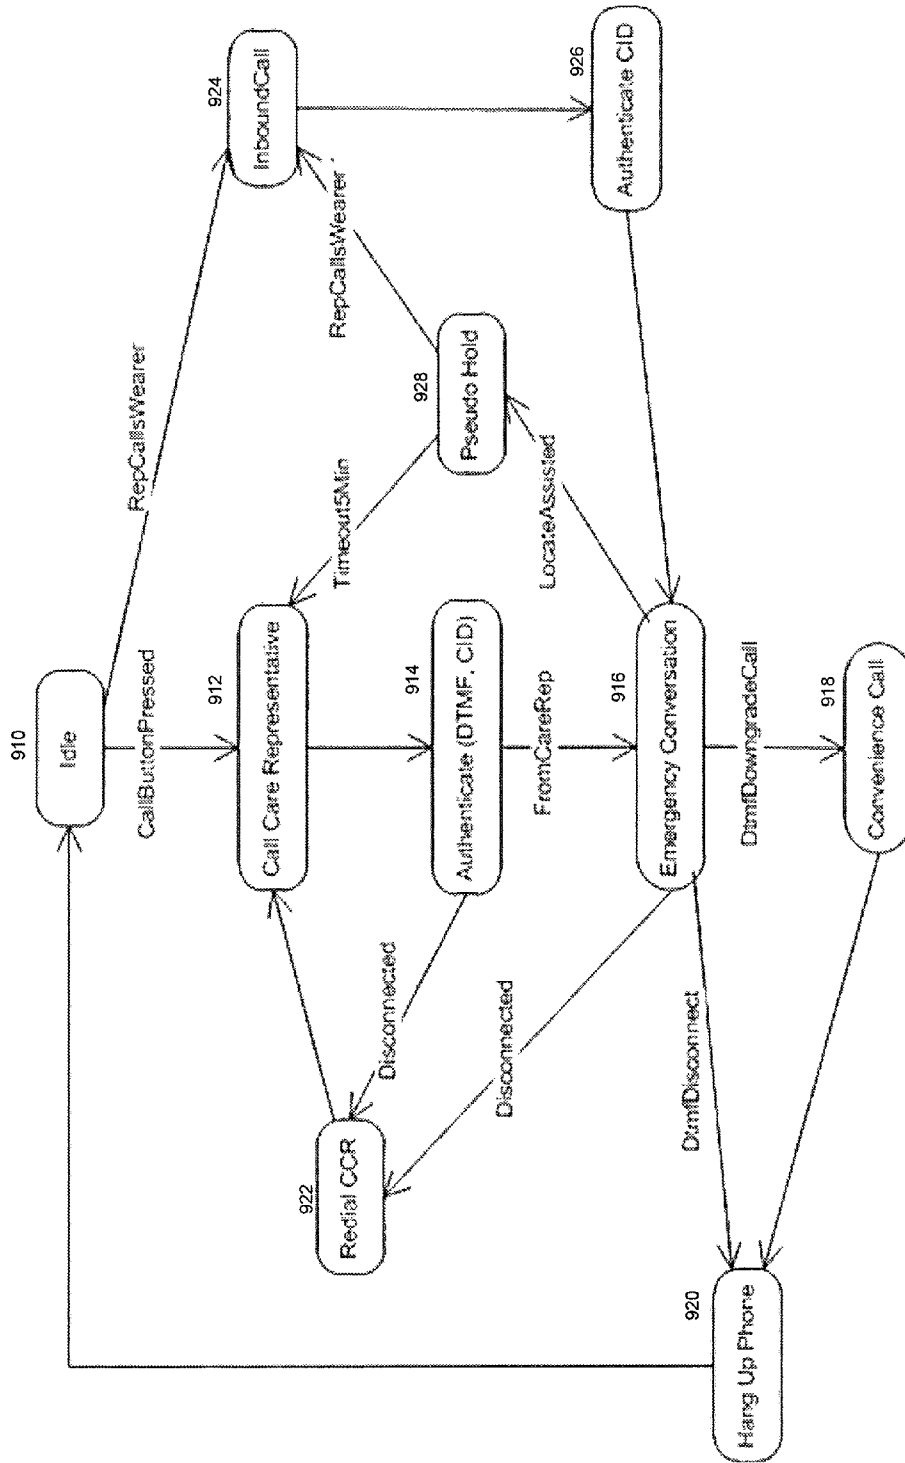 910
Idle
RepCallsWearer
924
InboundCall
CallButtonPressed
912
Call Care Representative
Timeout5Min
RepCallsWearer
922
Redial CCR
Disconnected
914
Authenticate (DTMF, CID)
928
Pseudo Hold
926
Authenticate CID
Disconnected
FromCareRep
LocateAssisted
916
Emergency Conversation
DtmfDisconnect
DtmfDowngradeCall
920
Hang Up Phone
918
Convenience Call